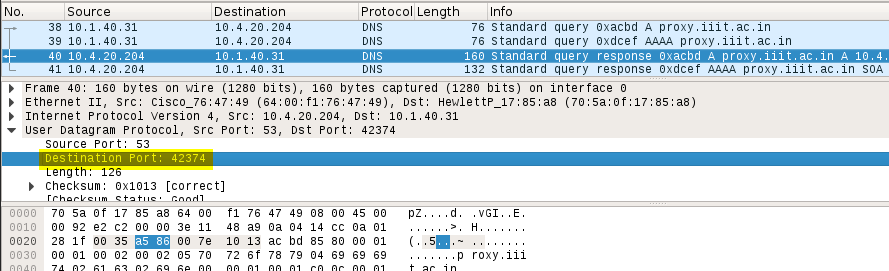 No. Source Destination Protocol Length Info
38 10.1.40.31 10.4.20.204 DNS 76 Standard query 0xacbd A proxy.iiit.ac.in
39 10.1.40.31 10.4.20.204 DNS 76 Standard query 0xdcef AAAA proxy.iiit.ac.in
40 10.4.20.204 10.1.40.31 DNS 160 Standard query response 0xacbd A proxy.iiit.ac.in A 10.4.
41 10.4.20.204 10.1.40.31 DNS 132 Standard query response 0xdcef AAAA proxy.iiit.ac.in SOA
Frame 40: 160 bytes on wire (1280 bits), 160 bytes captured (1280 bits) on interface 0
Ethernet II, Src: Cisco_76:47:49 (64:00:f1:76:47:49), Dst: HewlettP_17:85:a8 (70:5a:0f:17:85:a8)
Internet Protocol Version 4, Src: 10.4.20.204, Dst: 10.1.40.31
User Datagram Protocol, Src Port: 53, Dst Port: 42374
Source Port: 53
Destination Port: 42374
Length: 126
Checksum: 0x1013 [correct]
[Checksum Status: Good]
0000 70 5a 0f 17 85 a8 64 00 f1 76 47 49 08 00 45 00 pZ....d. .vGI..E.
0010 00 92 e2 c2 00 00 3e 11 48 a9 0a 04 14 cc 0a 01 ......>. H.......
0020 28 1f 00 35 a5 86 00 7e 10 13 ac bd 85 80 00 01 (..5...~ ........
0030 00 01 00 02 00 02 05 70 72 6f 78 79 04 69 69 69 .......p roxy.iii
0040 74 02 61 63 02 69 6e 00 00 01 00 01 c0 0c 00 01 t.ac.in. ........